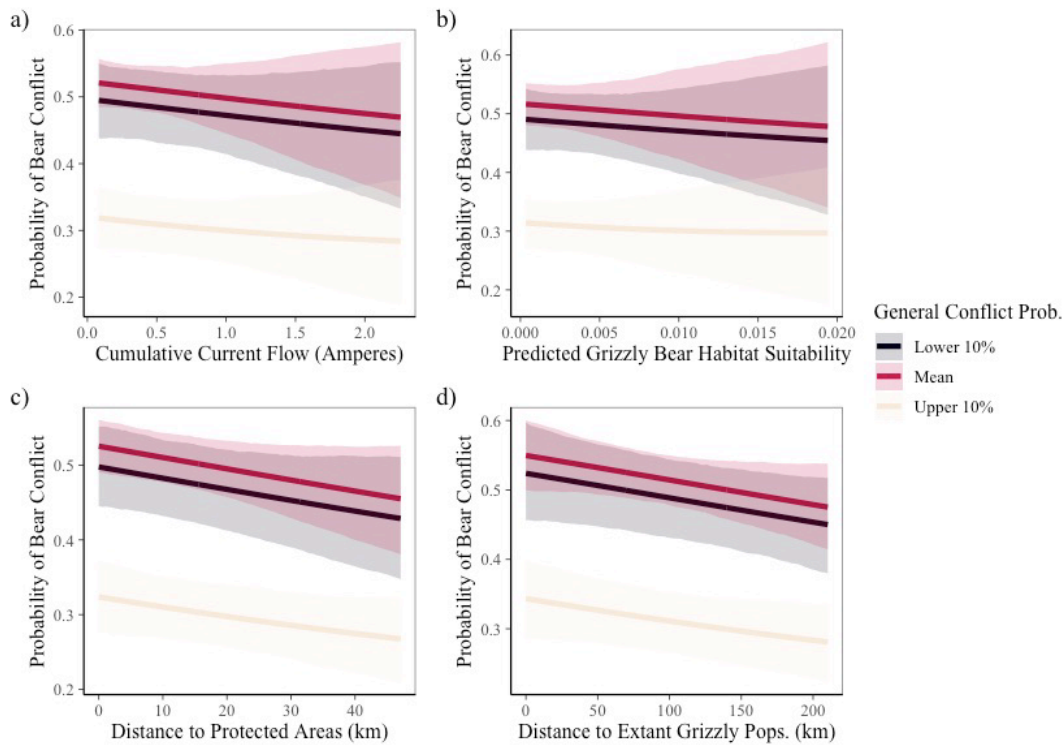 a)
0.6
0.5
0.4
0.3
0.2
Probability of Bear Conflict
0.0 0.5 1.0 1.5 2.0
Cumulative Current Flow (Amperes)
b)
0.6
0.5
0.4
0.3
0.2
Probability of Bear Conflict
0.000 0.005 0.010 0.015 0.020
Predicted Grizzly Bear Habitat Suitability
General Conflict Prob.
Lower 10%
Mean
Upper 10%
c)
0.5
0.4
0.3
0.2
Probability of Bear Conflict
0 10 20 30 40
Distance to Protected Areas (km)
d)
0.6
0.5
0.4
0.3
Probability of Bear Conflict
0 50 100 150 200
Distance to Extant Grizzly Pops. (km)